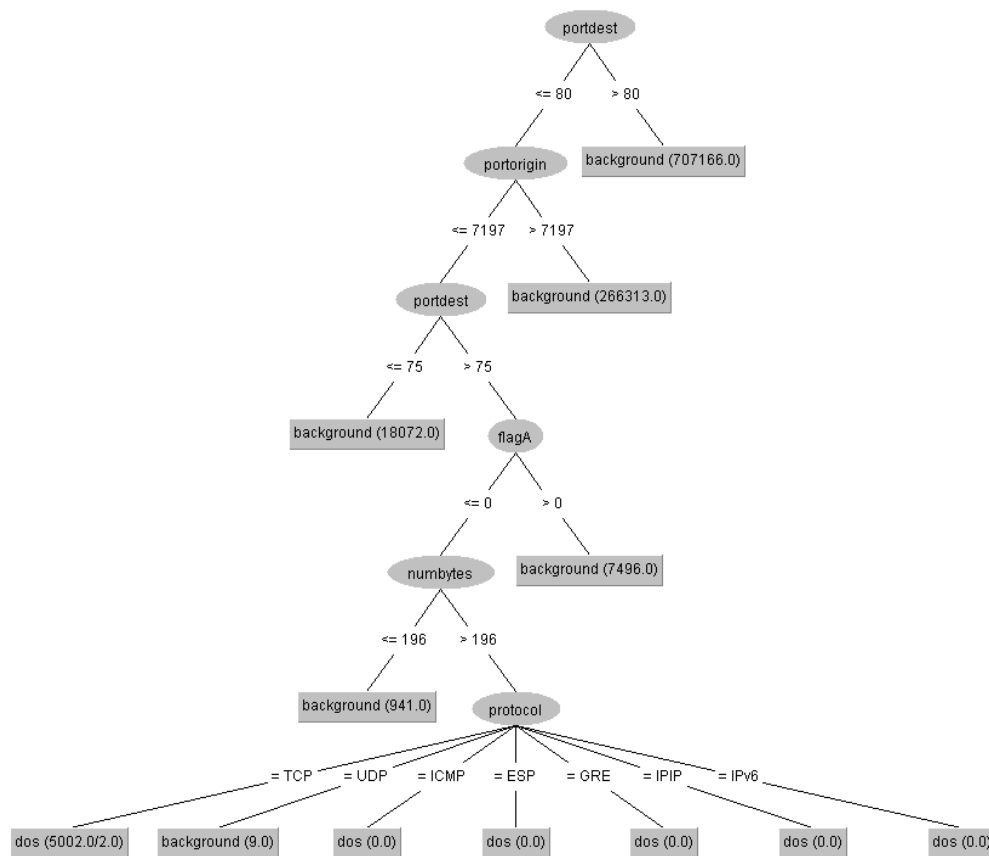 portdest
<= 80
> 80
portorigin
background (707166.0)
<= 7197
> 7197
portdest
background (266313.0)
<= 75
> 75
background (18072.0)
flagA
<= 0
> 0
numbytes
background (7496.0)
<= 196
> 196
background (941.0)
protocol
= TCP
= UDP
= ICMP
= ESP
= GRE
= IPIP
= IPv6
dos (5002.0/2.0)
background (9.0)
dos (0.0)
dos (0.0)
dos (0.0)
dos (0.0)
dos (0.0)